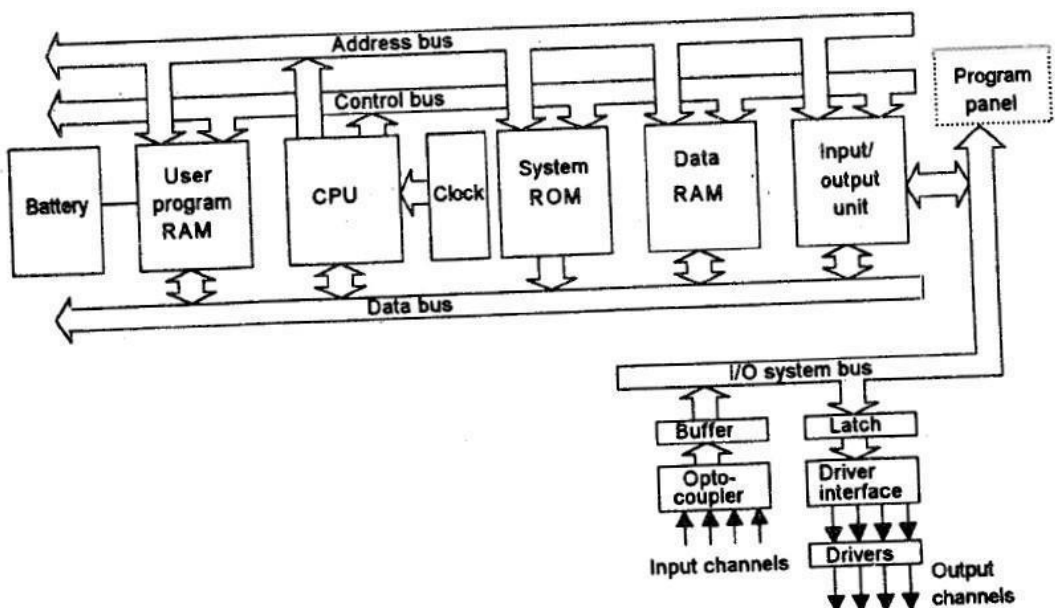 Address bus
Program
panel
Control bus
Battery
User
program
RAM
CPU
Clock
System
ROM
Data
RAM
Input/
output
unit
Data bus
I/O system bus
Buffer
Latch
Opto-
coupler
Driver
interface
Input channels
Drivers
Output
channels